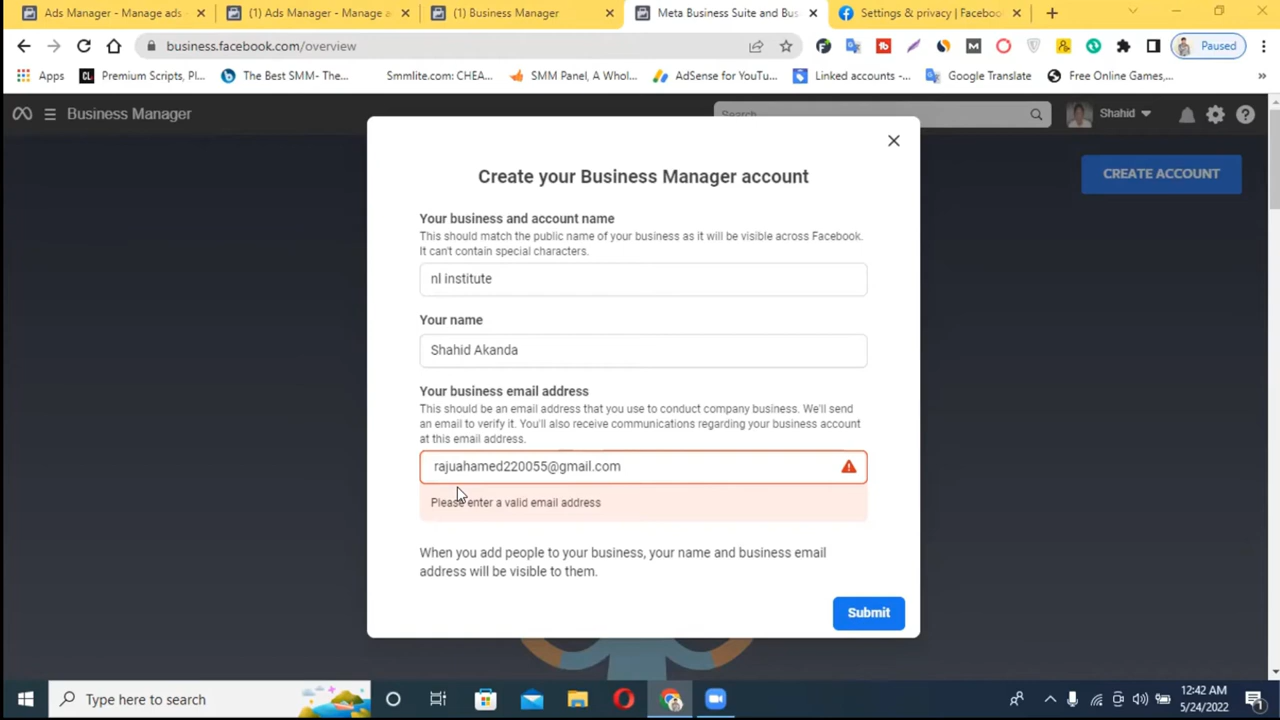 Ads Manager - Manage ads -
(1) Ads Manager - Manage a
(1) Business Manager
Meta Business Suite and Bus
Settings & privacy | Faceboo
business.facebook.com/overview
Paused
Apps
Premium Scripts, Pl...
The Best SMM- The...
Smmlite.com: CHEA...
SMM Panel, A Whol...
AdSense for YouTu...
Linked accounts -...
Google Translate
Free Online Games,...
Business Manager
Search
Shahid
CREATE ACCOUNT
Create your Business Manager account
Your business and account name
This should match the public name of your business as it will be visible across Facebook.
It can't contain special characters.
nl institute
Your name
Shahid Akanda
Your business email address
This should be an email address that you use to conduct company business. We'll send
an email to verify it. You'll also receive communications regarding your business account
at this email address.
rajuahamed220055@gmail.com
Please enter a valid email address
When you add people to your business, your name and business email
address will be visible to them.
Submit
Type here to search
12:42 AM
5/24/2022